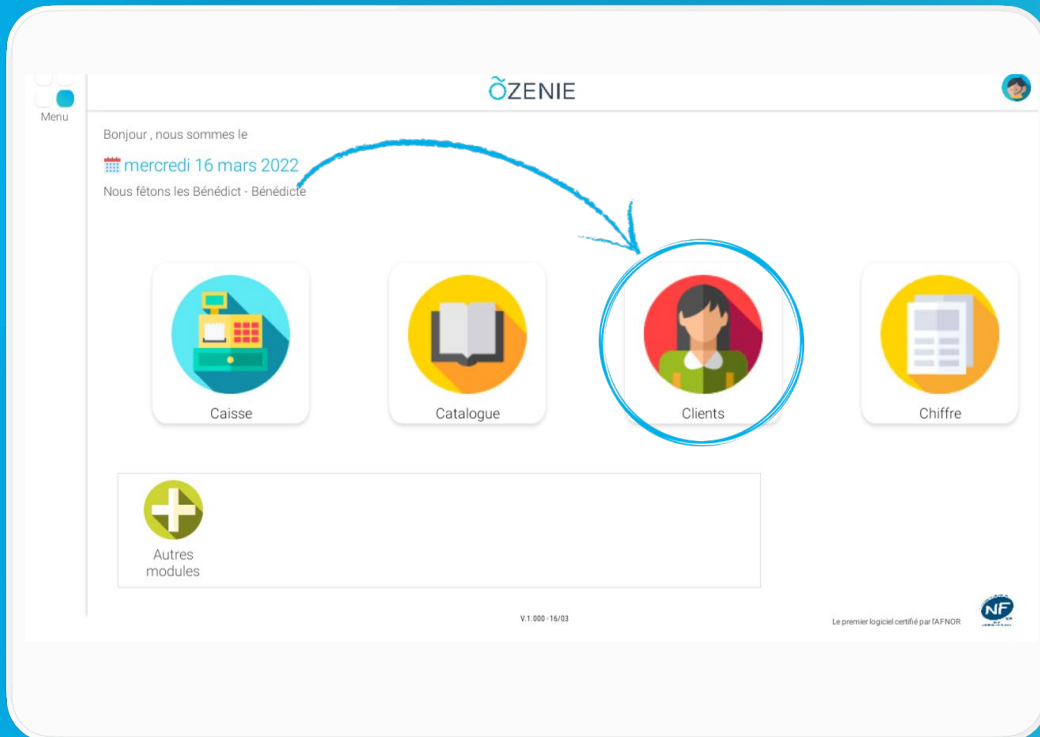 ÕZENIE
Menu
Bonjour , nous sommes le
mercredi 16 mars 2022
Nous fêtons les Bénédict - Bénédicte
Caisse
Catalogue
Clients
Chiffre
Autres
modules
V.1.000 - 16/03
Le premier logiciel certifié par l'AFNOR
NF